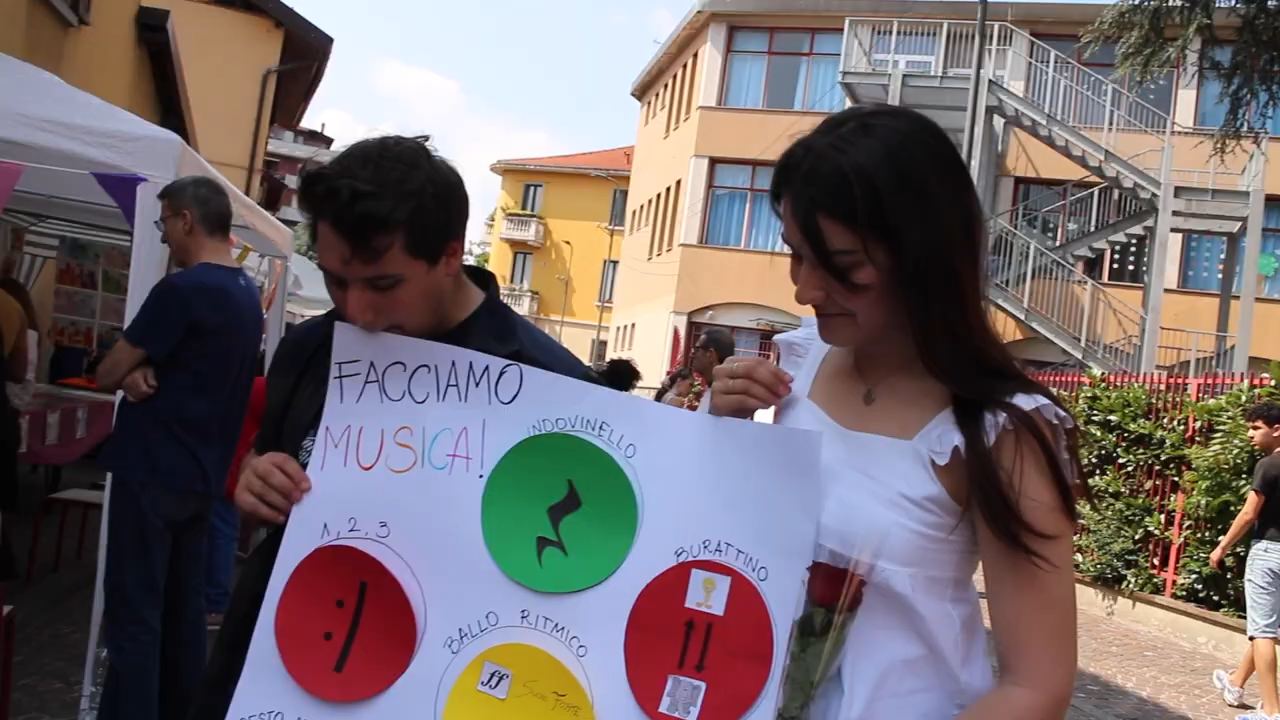 FACCIAMO
MUSICA!
INDOVINELLO
1, 2, 3
BURATTINO
BALLO RITMICO
ff